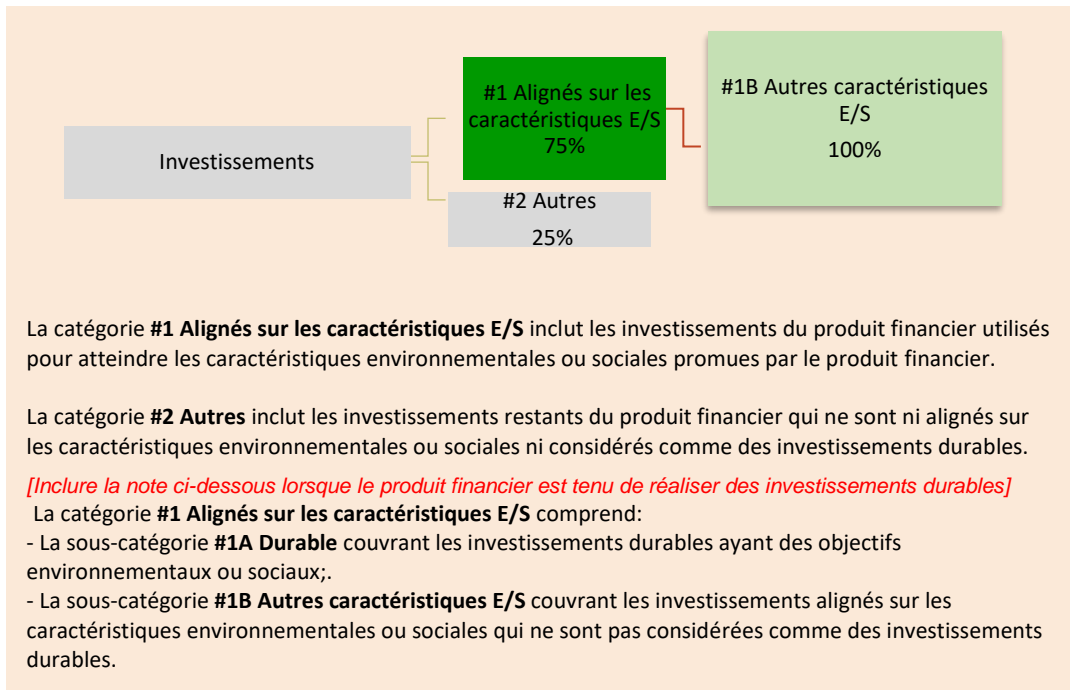 Investissements
#1 Alignés sur les
caractéristiques E/S
75%
#2 Autres
25%
#1B Autres caractéristiques
E/S
100%
La catégorie #1 Alignés sur les caractéristiques E/S inclut les investissements du produit financier utilisés
pour atteindre les caractéristiques environnementales ou sociales promues par le produit financier.
La catégorie #2 Autres inclut les investissements restants du produit financier qui ne sont ni alignés sur
les caractéristiques environnementales ou sociales ni considérés comme des investissements durables.
[Inclure la note ci-dessous lorsque le produit financier est tenu de réaliser des investissements durables]
La catégorie #1 Alignés sur les caractéristiques E/S comprend:
- La sous-catégorie #1A Durable couvrant les investissements durables ayant des objectifs
environnementaux ou sociaux;.
- La sous-catégorie #1B Autres caractéristiques E/S couvrant les investissements alignés sur les
caractéristiques environnementales ou sociales qui ne sont pas considérées comme des investissements
durables.